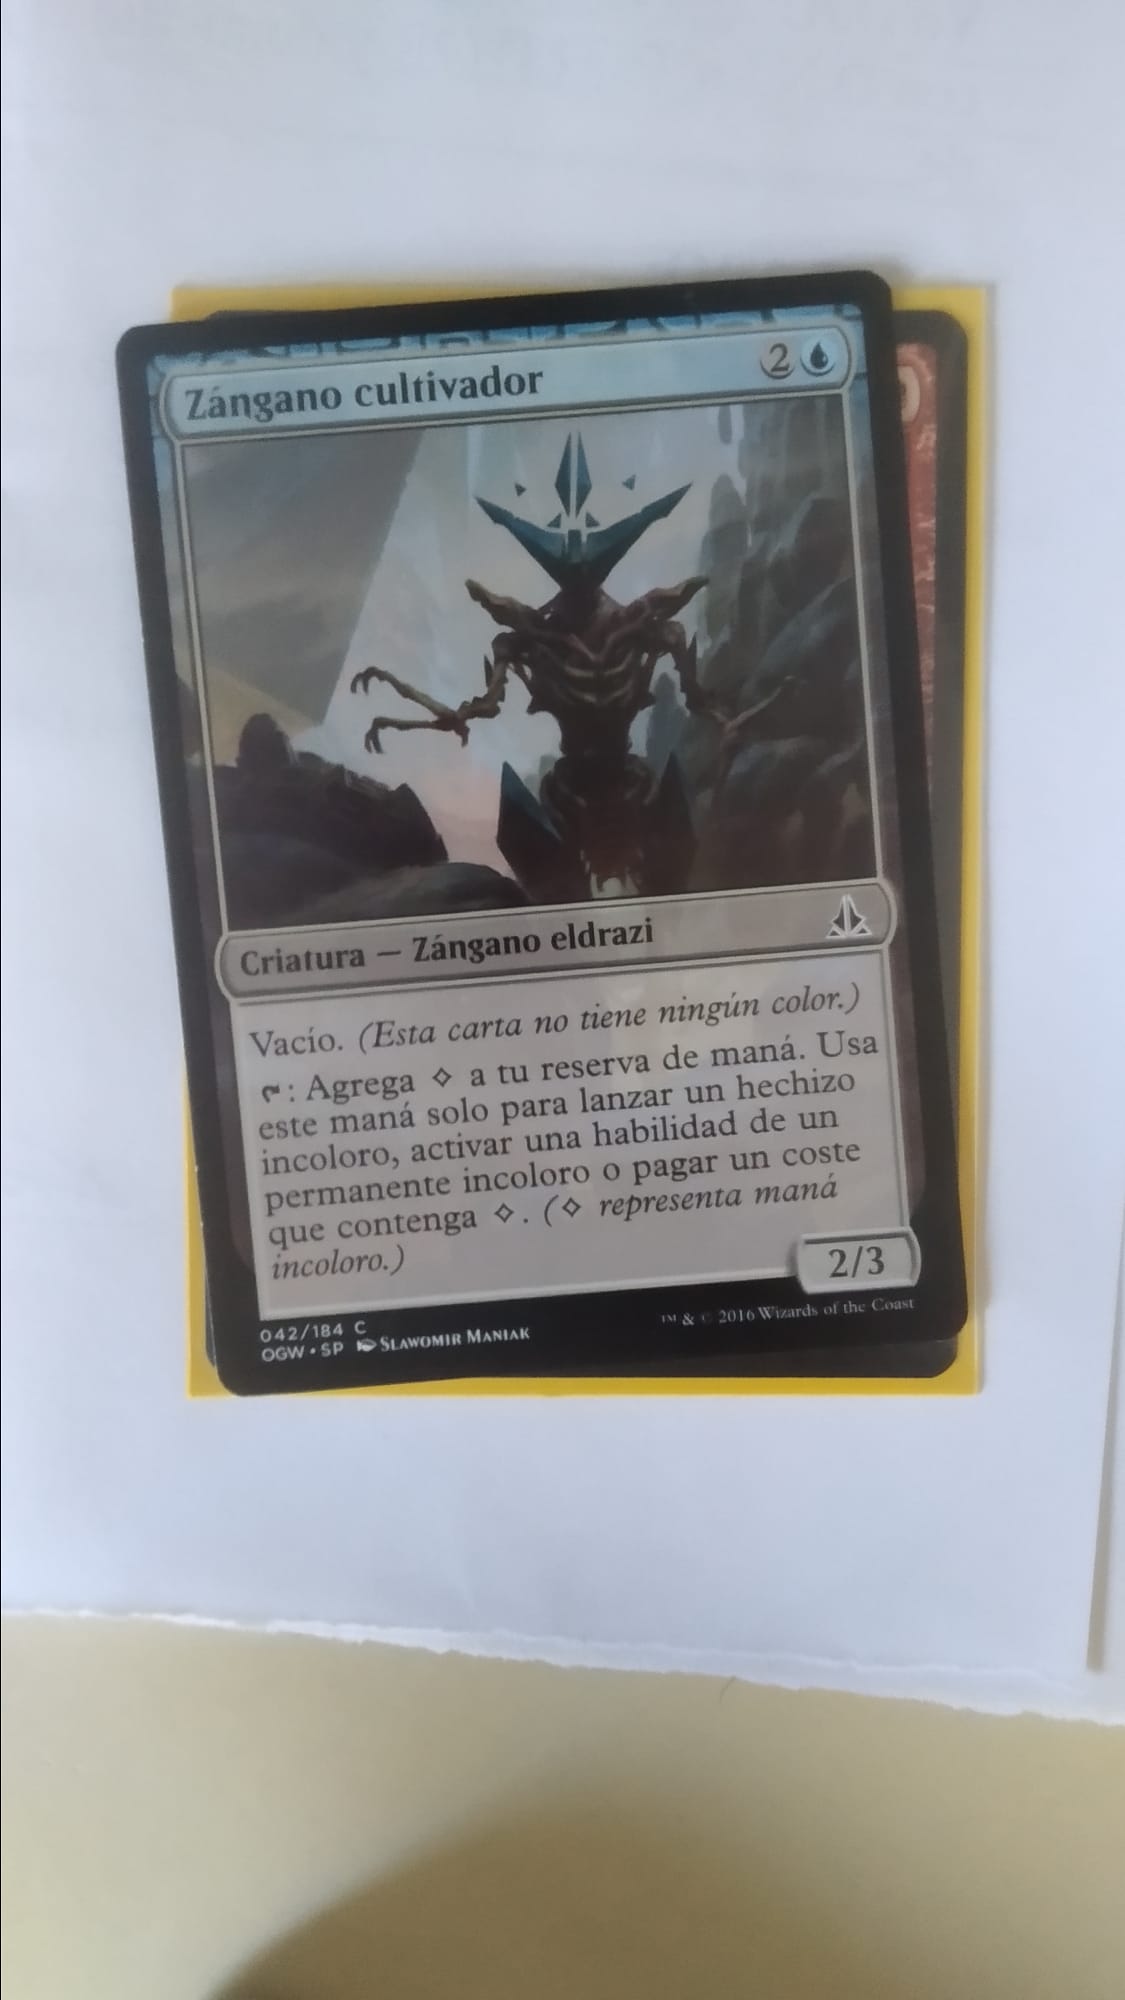 Zángano cultivador 2
Criatura — Zángano eldrazi
Vacío. (Esta carta no tiene ningún color.)
: Agrega ◇ a tu reserva de maná. Usa
este maná solo para lanzar un hechizo
incoloro, activar una habilidad de un
permanente incoloro o pagar un coste
que contenga ◇. (◇ representa maná
incoloro.)
2/3
042/184 C
OGW • SP SLAWOMIR MANIAK
™ & © 2016 Wizards of the Coast